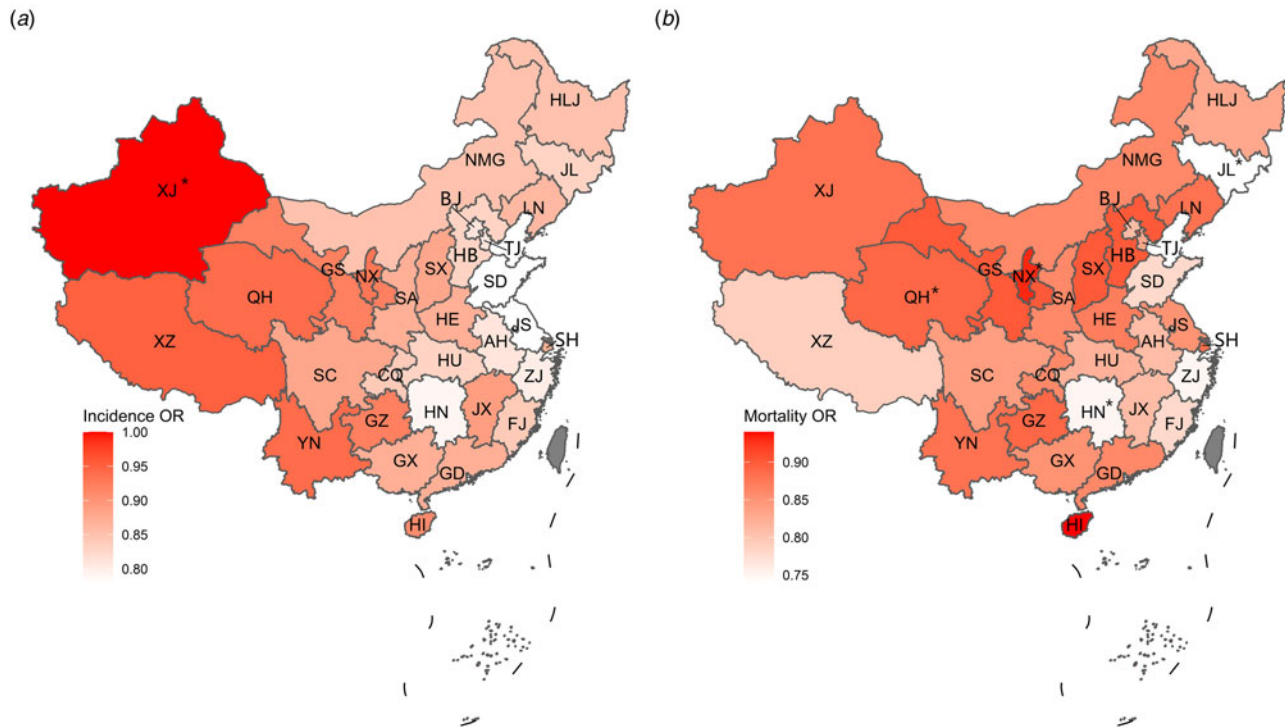 (a)
HLJ
NMG
JL
XJ*
BJ
LN
TJ
HB
GS
NX
SX
SD
QH
SA
HE
JS
XZ
SH
AH
HU
SC
CQ
ZJ
Incidence OR
HN
JX
1.00
GZ
FJ
YN
0.95
GX
GD
0.90
HI
0.85
0.80
(b)
HLJ
NMG
JL*
XJ
BJ
LN
TJ
HB
GS
NX*
SX
SD
QH*
SA
HE
JS
XZ
SH
AH
HU
SC
CQ
ZJ
Mortality OR
HN*
JX
GZ
FJ
0.90
YN
GX
GD
0.85
HI
0.80
0.75